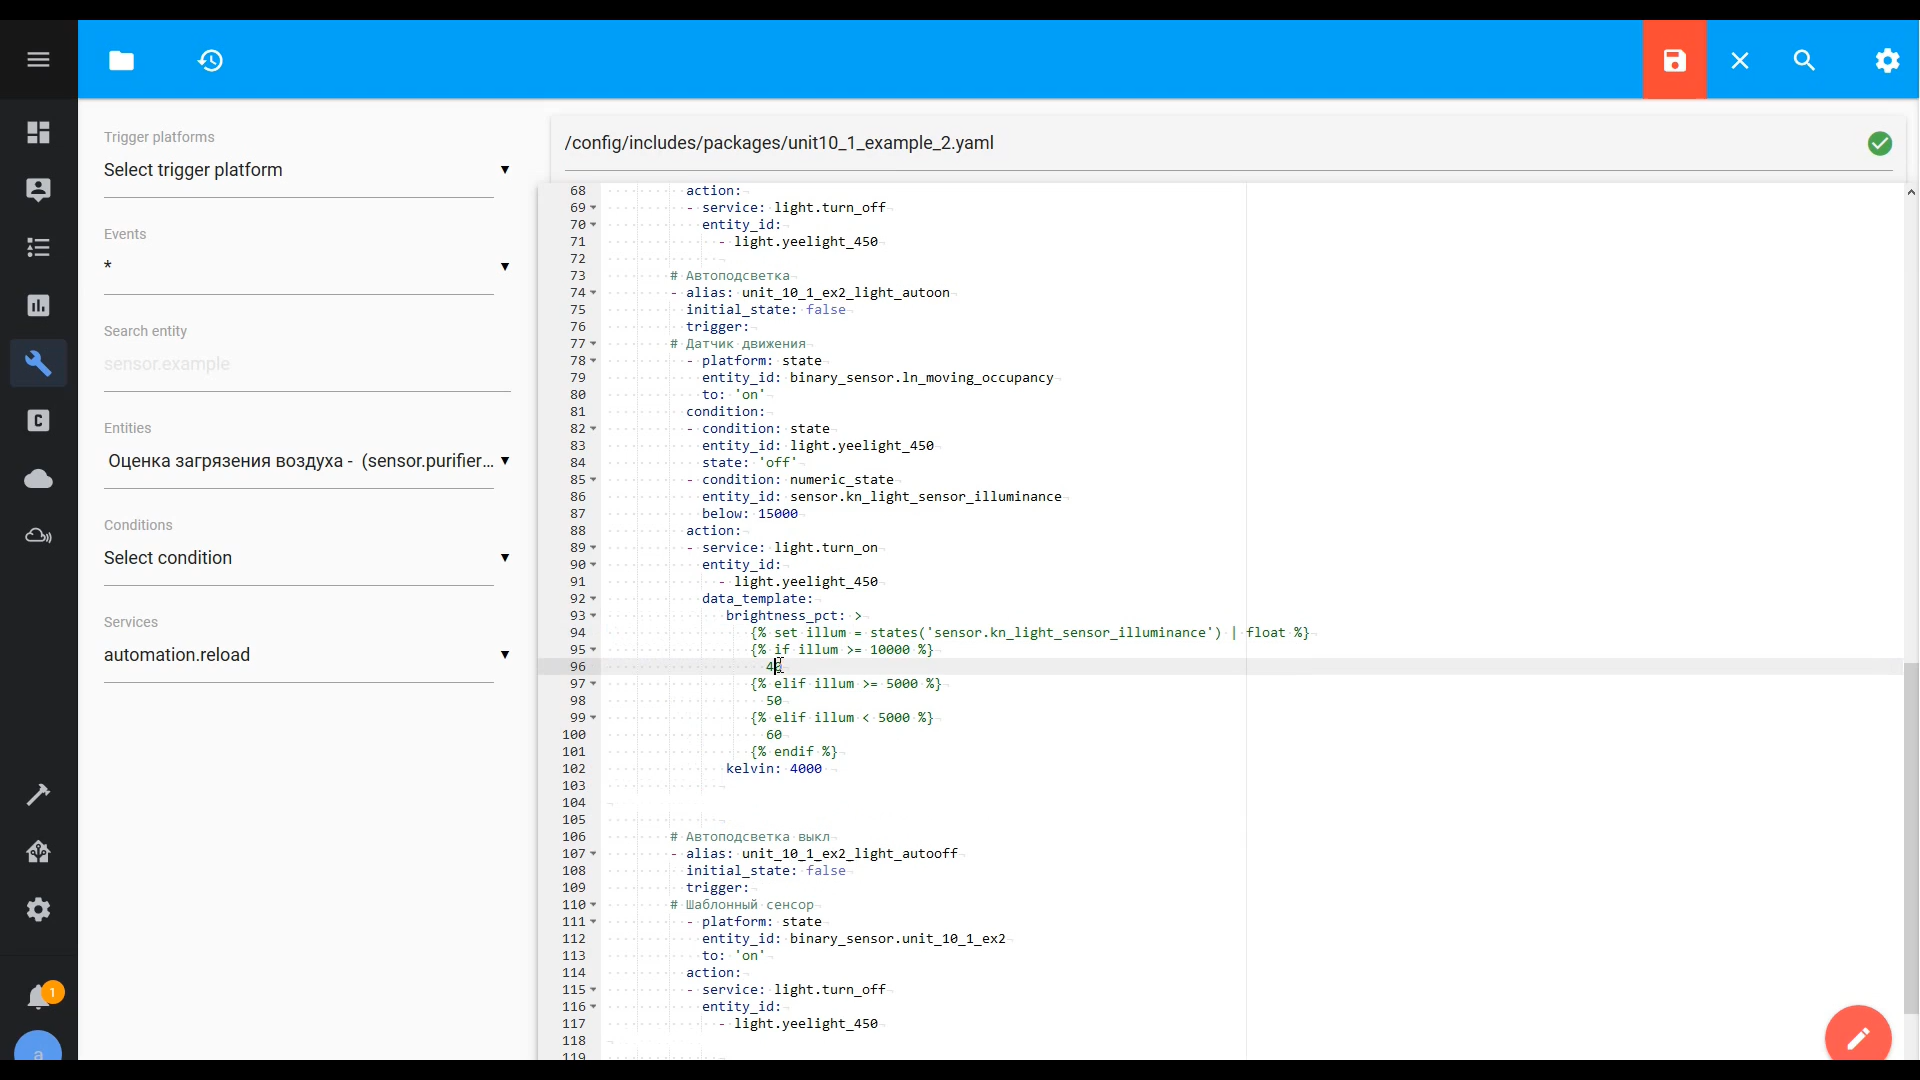 /config/includes/packages/unit10_1_example_2.yaml
Trigger platforms
Select trigger platform
Events
*
Search entity
sensor.example
Entities
Оценка загрязения воздуха - (sensor.purifier...
Conditions
Select condition
Services
automation.reload
68 action:
69 - service: light.turn_off
70 entity_id:
71 - light.yeelight_450
72
73 # Автоподсветка
74 - alias: unit_10_1_ex2_light_autoon
75 initial_state: false
76 trigger:
77 # Датчик движения
78 - platform: state
79 entity_id: binary_sensor.ln_moving_occupancy
80 to: 'on'
81 condition:
82 - condition: state
83 entity_id: light.yeelight_450
84 state: 'off'
85 - condition: numeric_state
86 entity_id: sensor.kn_light_sensor_illuminance
87 below: 15000
88 action:
89 - service: light.turn_on
90 entity_id:
91 - light.yeelight_450
92 data_template:
93 brightness_pct: >
94 {% set illum = states('sensor.kn_light_sensor_illuminance') | float %}
95 {% if illum >= 10000 %}
96
97 {% elif illum >= 5000 %}
98 50
99 {% elif illum < 5000 %}
100 60
101 {% endif %}
102 kelvin: 4000
103
104
105
106 # Автоподсветка выкл
107 - alias: unit_10_1_ex2_light_autooff
108 initial_state: false
109 trigger:
110 # Шаблонный сенсор
111 - platform: state
112 entity_id: binary_sensor.unit_10_1_ex2
113 to: 'on'
114 action:
115 - service: light.turn_off
116 entity_id:
117 - light.yeelight_450
118
119
C
1
a